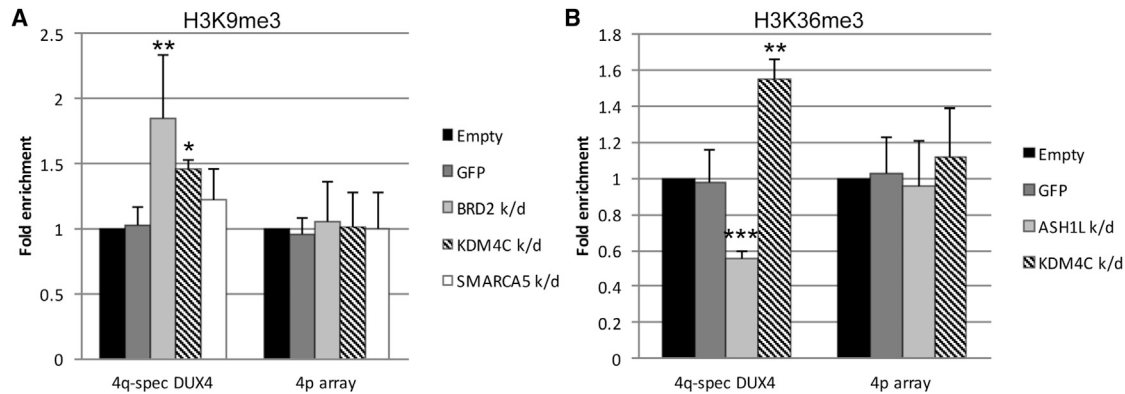 A
H3K9me3
Fold enrichment
2.5
2
1.5
1
0.5
0
**
*
4q-spec DUX4
4p array
Empty
GFP
BRD2 k/d
KDM4C k/d
SMARCA5 k/d
B
H3K36me3
Fold enrichment
1.8
1.6
1.4
1.2
1
0.8
0.6
0.4
0.2
0
***
**
4q-spec DUX4
4p array
Empty
GFP
ASH1L k/d
KDM4C k/d